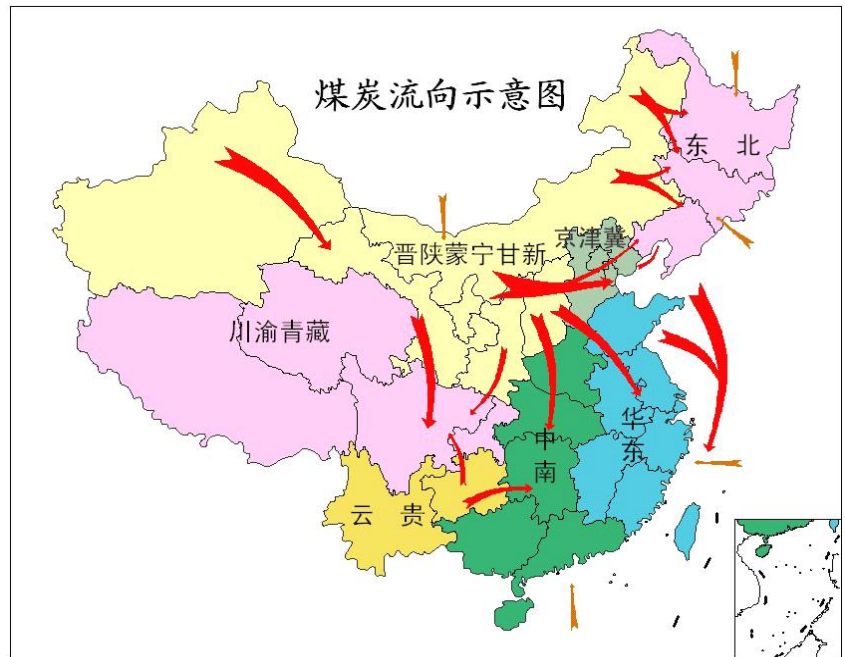 煤炭流向示意图
东 北
京津冀
晋陕蒙宁甘新
川渝青藏
华东
中南
云 贵